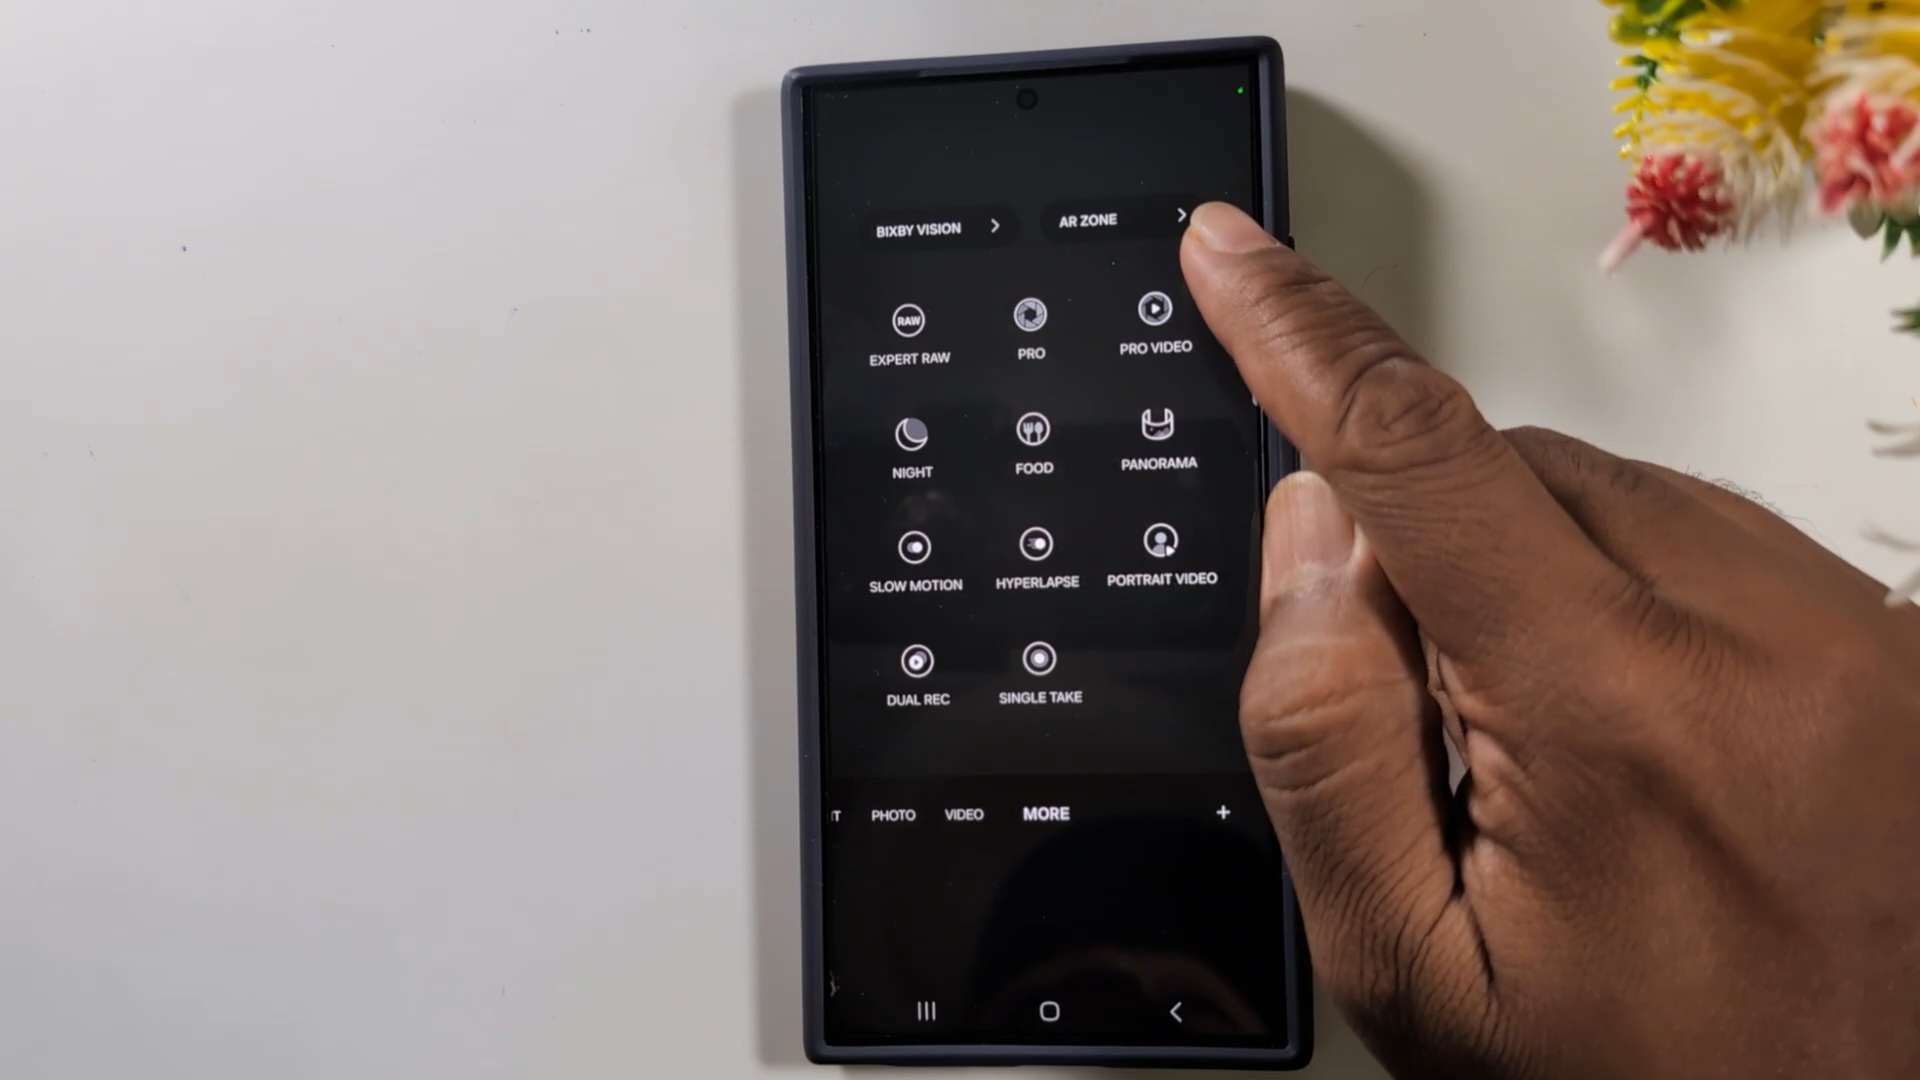 BIXBY VISION
AR ZONE
RAW
EXPERT RAW
PRO
PRO VIDEO
NIGHT
FOOD
PANORAMA
SLOW MOTION
HYPERLAPSE
PORTRAIT VIDEO
DUAL REC
SINGLE TAKE
PHOTO VIDEO MORE +